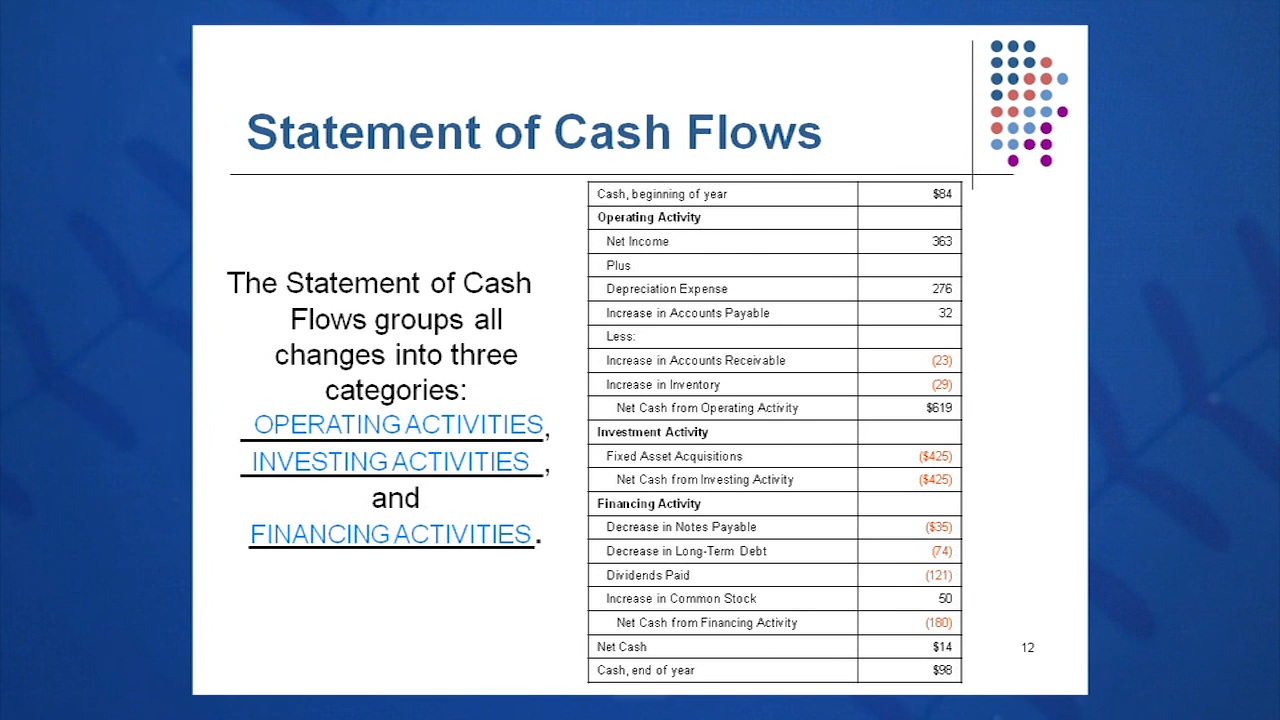 Statement of Cash Flows
The Statement of Cash
Flows groups all
changes into three
categories:
OPERATING ACTIVITIES,
INVESTING ACTIVITIES,
and
FINANCING ACTIVITIES.
Cash, beginning of year $84
Operating Activity
Net Income 363
Plus
Depreciation Expense 276
Increase in Accounts Payable 32
Less:
Increase in Accounts Receivable (23)
Increase in Inventory (29)
Net Cash from Operating Activity $619
Investment Activity
Fixed Asset Acquisitions ($425)
Net Cash from Investing Activity ($425)
Financing Activity
Decrease in Notes Payable ($35)
Decrease in Long-Term Debt (74)
Dividends Paid (121)
Increase in Common Stock 50
Net Cash from Financing Activity (180)
Net Cash $14
Cash, end of year $98
12